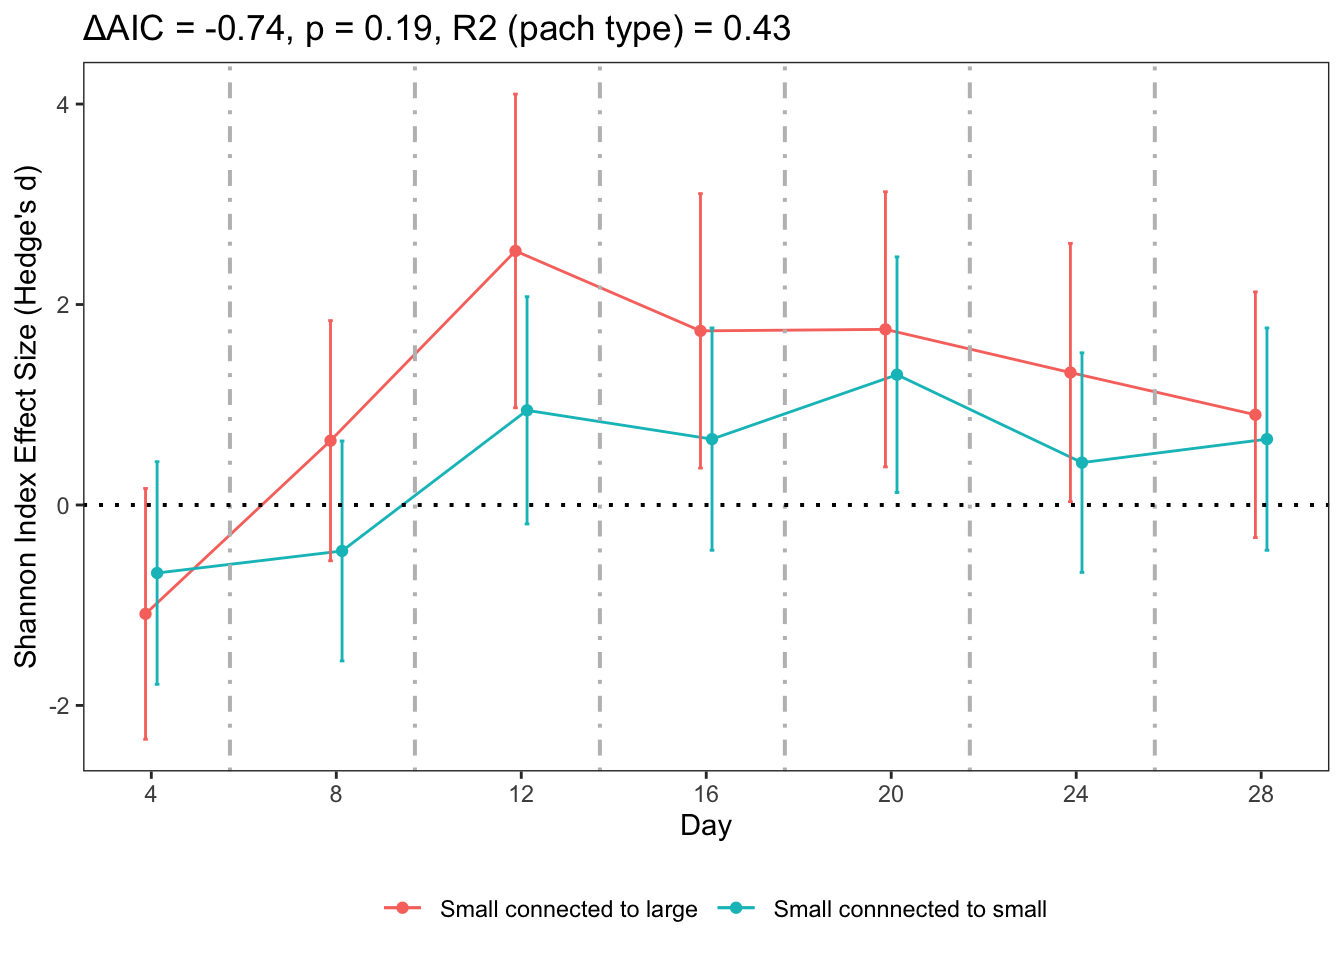 ΔAIC = -0.74, p = 0.19, R2 (pach type) = 0.43
Shannon Index Effect Size (Hedge's d)
4
2
0
-2
4 8 12 16 20 24 28
Day
Small connected to large Small connnected to small